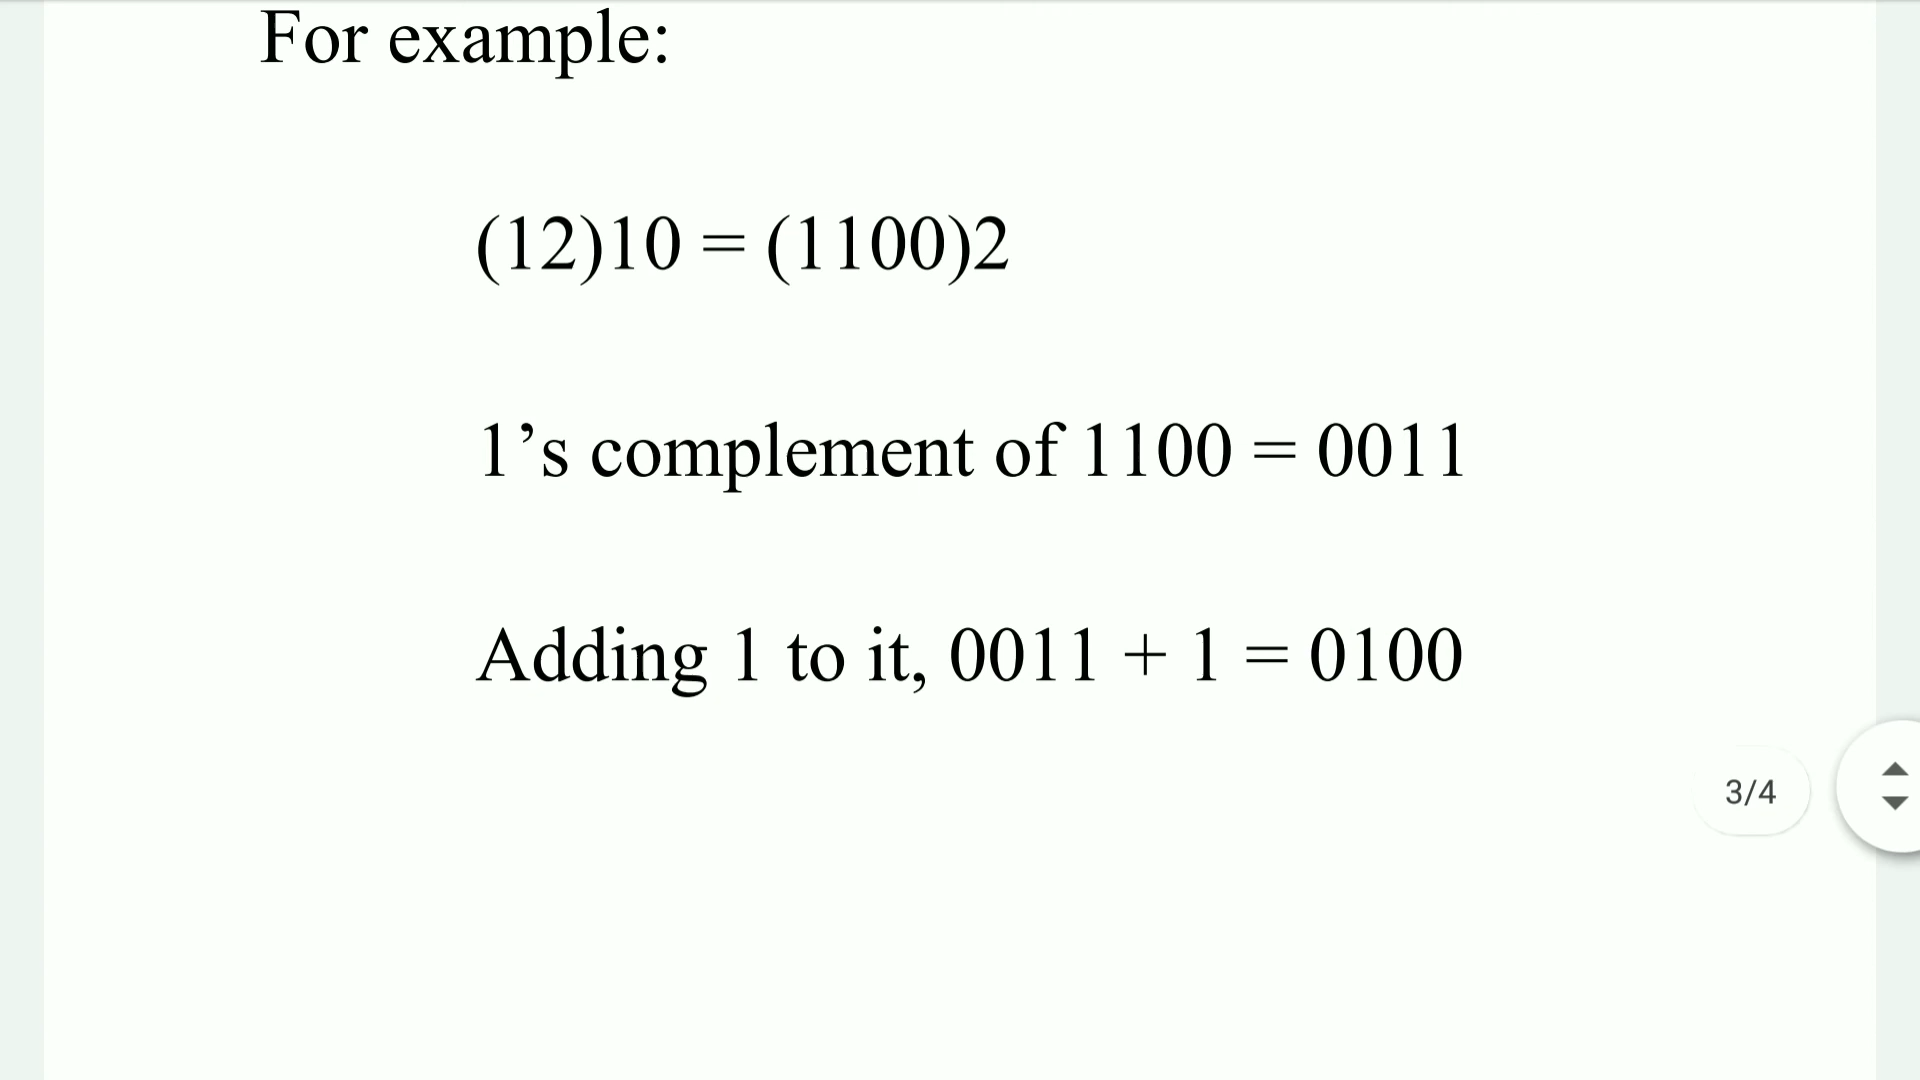 For example:
(12)10 = (1100)2
1’s complement of 1100 = 0011
Adding 1 to it, 0011 + 1 = 0100
3/4